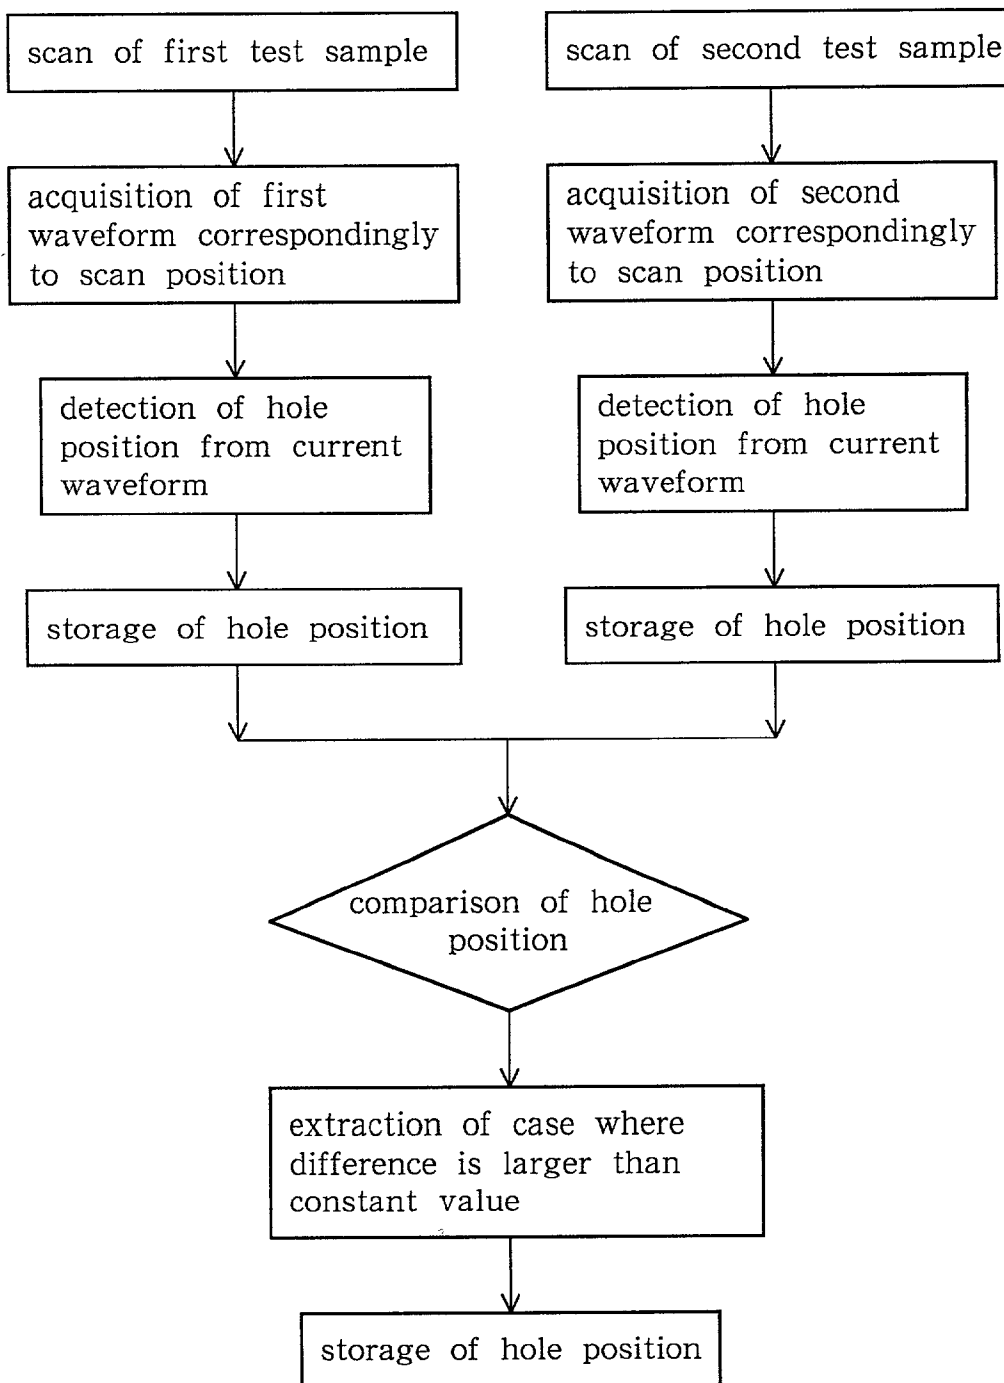 scan of first test sample
acquisition of first
waveform correspondingly
to scan position
detection of hole
position from current
waveform
storage of hole position
scan of second test sample
acquisition of second
waveform correspondingly
to scan position
detection of hole
position from current
waveform
storage of hole position
comparison of hole
position
extraction of case where
difference is larger than
constant value
storage of hole position